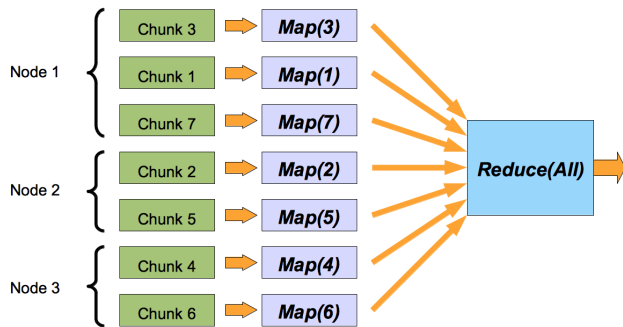 Chunk 3 Map(3)
Node 1
Chunk 1 Map(1)
Chunk 7 Map(7)
Chunk 2 Map(2)
Reduce(All)
Node 2
Chunk 5 Map(5)
Chunk 4 Map(4)
Node 3
Chunk 6 Map(6)